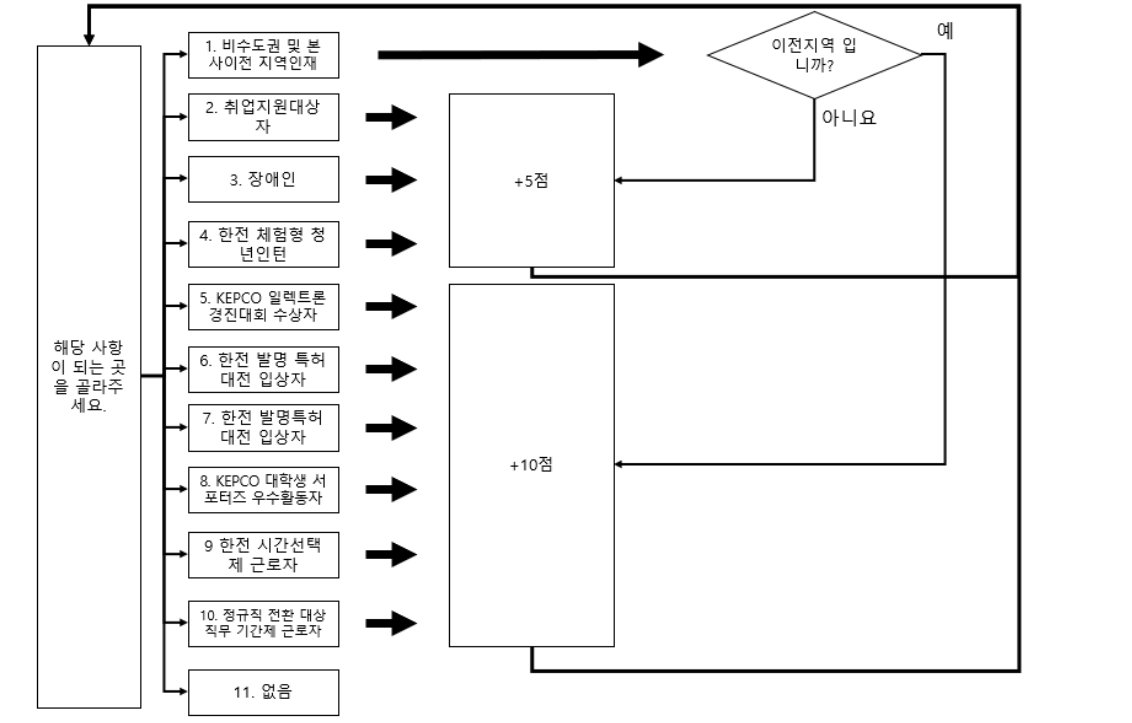 해당 사항
이 되는 곳
을 골라주
세요.
1. 비수도권 및 본
사이전 지역인재
2. 취업지원대상
자
3. 장애인
4. 한전 체험형 청
년인턴
5. KEPCO 일렉트론
경진대회 수상자
6. 한전 발명 특허
대전 입상자
7. 한전 발명특허
대전 입상자
8. KEPCO 대학생 서
포터즈 우수활동자
9 한전 시간선택
제 근로자
10. 정규직 전환 대상
직무 기간제 근로자
11. 없음
이전지역 입
니까?
예
아니요
+5점
+10점